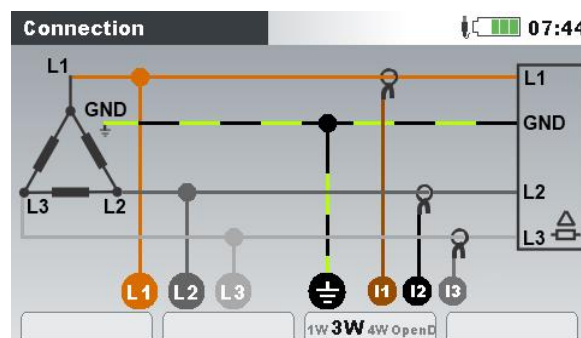 Connection 07:44
L1 L1
GND GND
L3 L2 L2
L3
L1 L2 L3 I1 I2 I3
1W 3W 4W OpenD